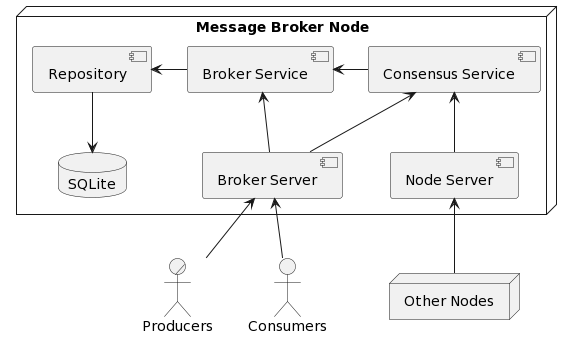 Message Broker Node
Repository
Broker Service
Consensus Service
SQLite
Broker Server
Node Server
Other Nodes
Producers
Consumers